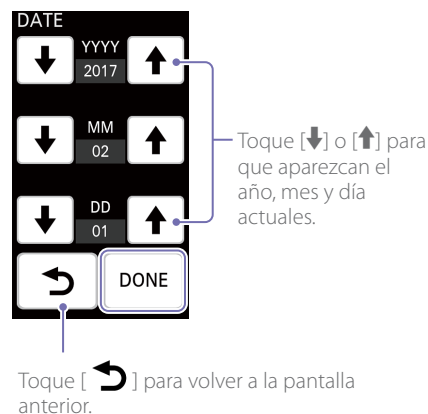 DATE
YYYY
2017
MM
02
DD
01
DONE
Toque [⬇] o [⬆] para
que aparezcan el
año, mes y día
actuales.
Toque [⮌] para volver a la pantalla
anterior.